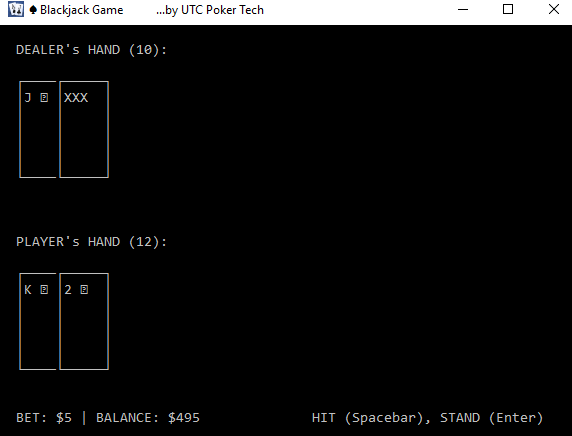 ♠ Blackjack Game ...by UTC Poker Tech
DEALER's HAND (10):
J ⍰ XXX
PLAYER's HAND (12):
K ⍰ 2 ⍰
BET: $5 | BALANCE: $495 HIT (Spacebar), STAND (Enter)